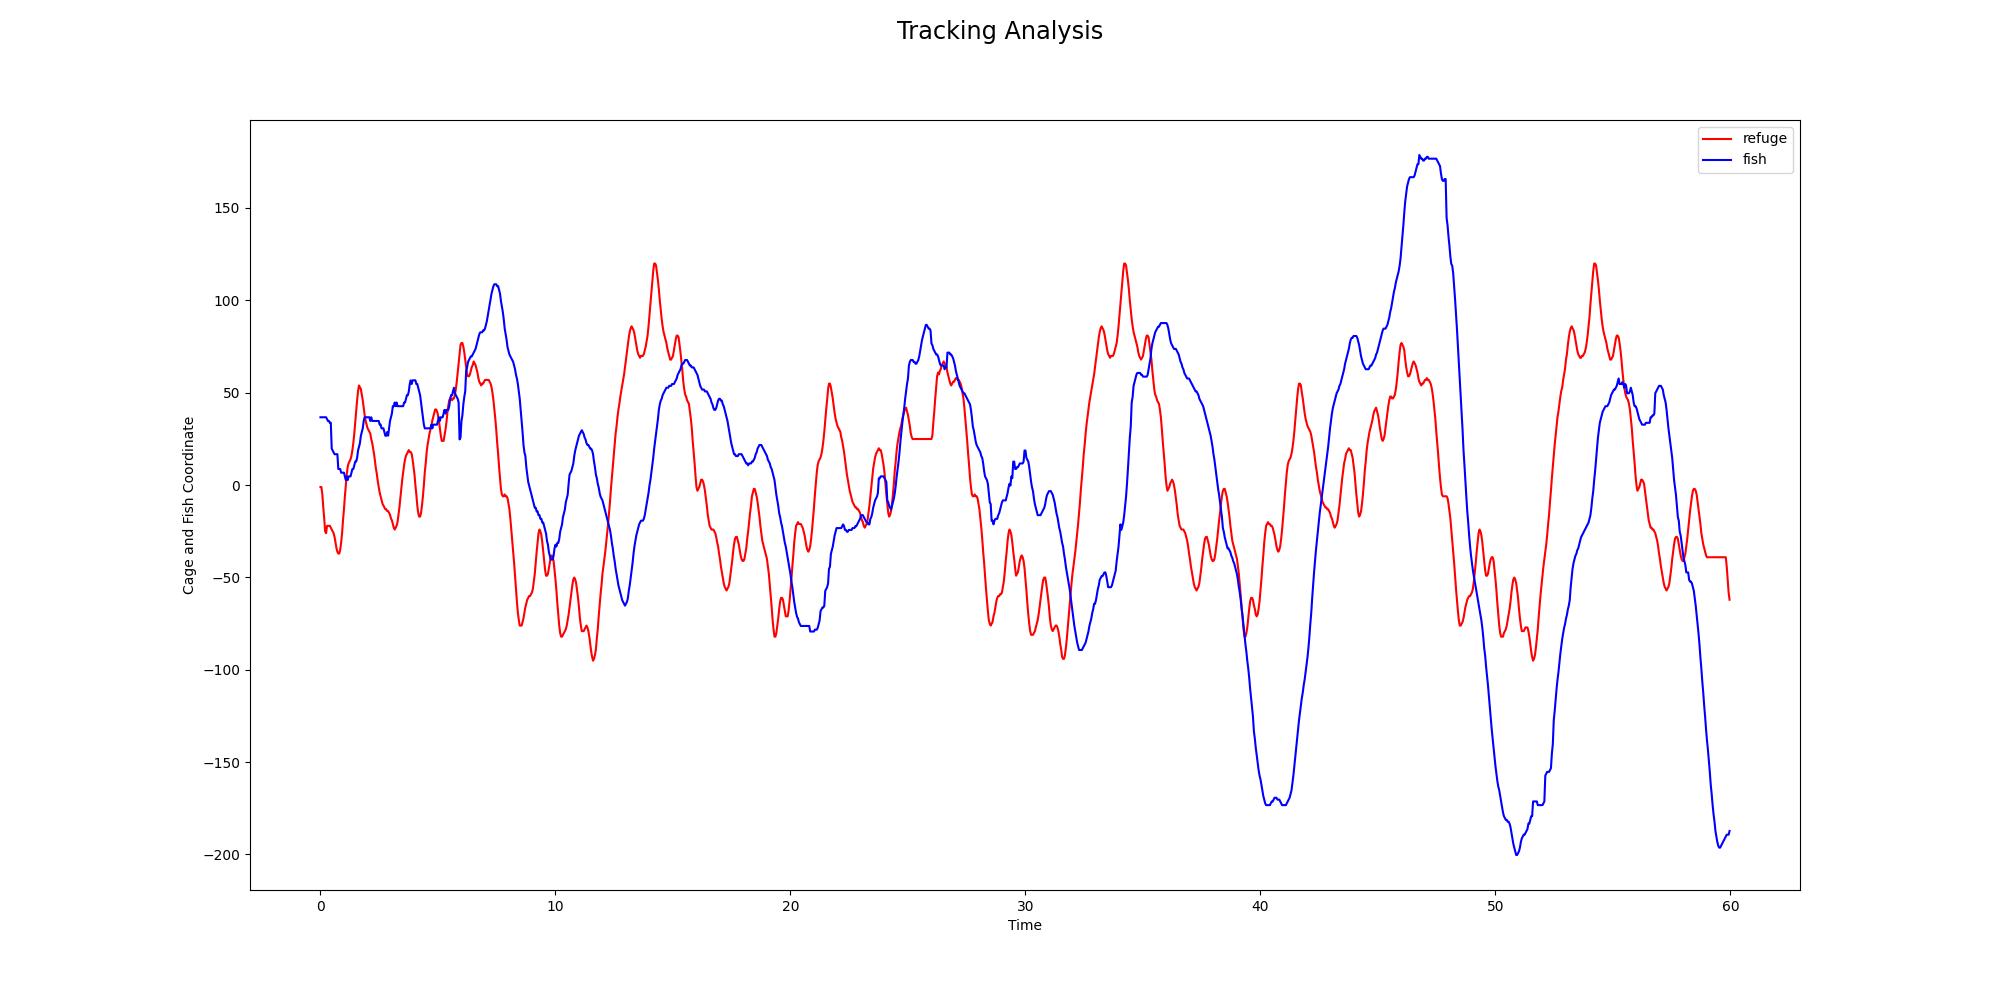 Tracking Analysis
refuge
fish
Cage and Fish Coordinate
150
100
50
0
−50
−100
−150
−200
0 10 20 30 40 50 60
Time